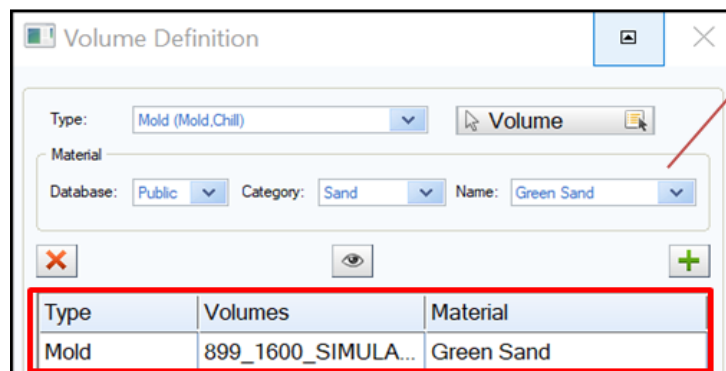 Volume Definition
Type: Mold (Mold,Chill) Volume
Material
Database: Public Category: Sand Name: Green Sand
Type Volumes Material
Mold 899_1600_SIMULA... Green Sand